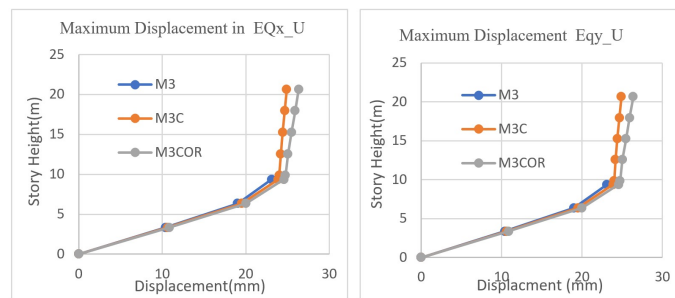 Maximum Displacement in EQx_U
25
20
15
10
5
0
0
10
20
30
Story Height(m)
Displacement(mm)
M3
M3C
M3COR
Maximum Displacement Eqy_U
25
20
15
10
5
0
0
10
20
30
Story Height(m)
Displacment (mm)
M3
M3C
M3COR